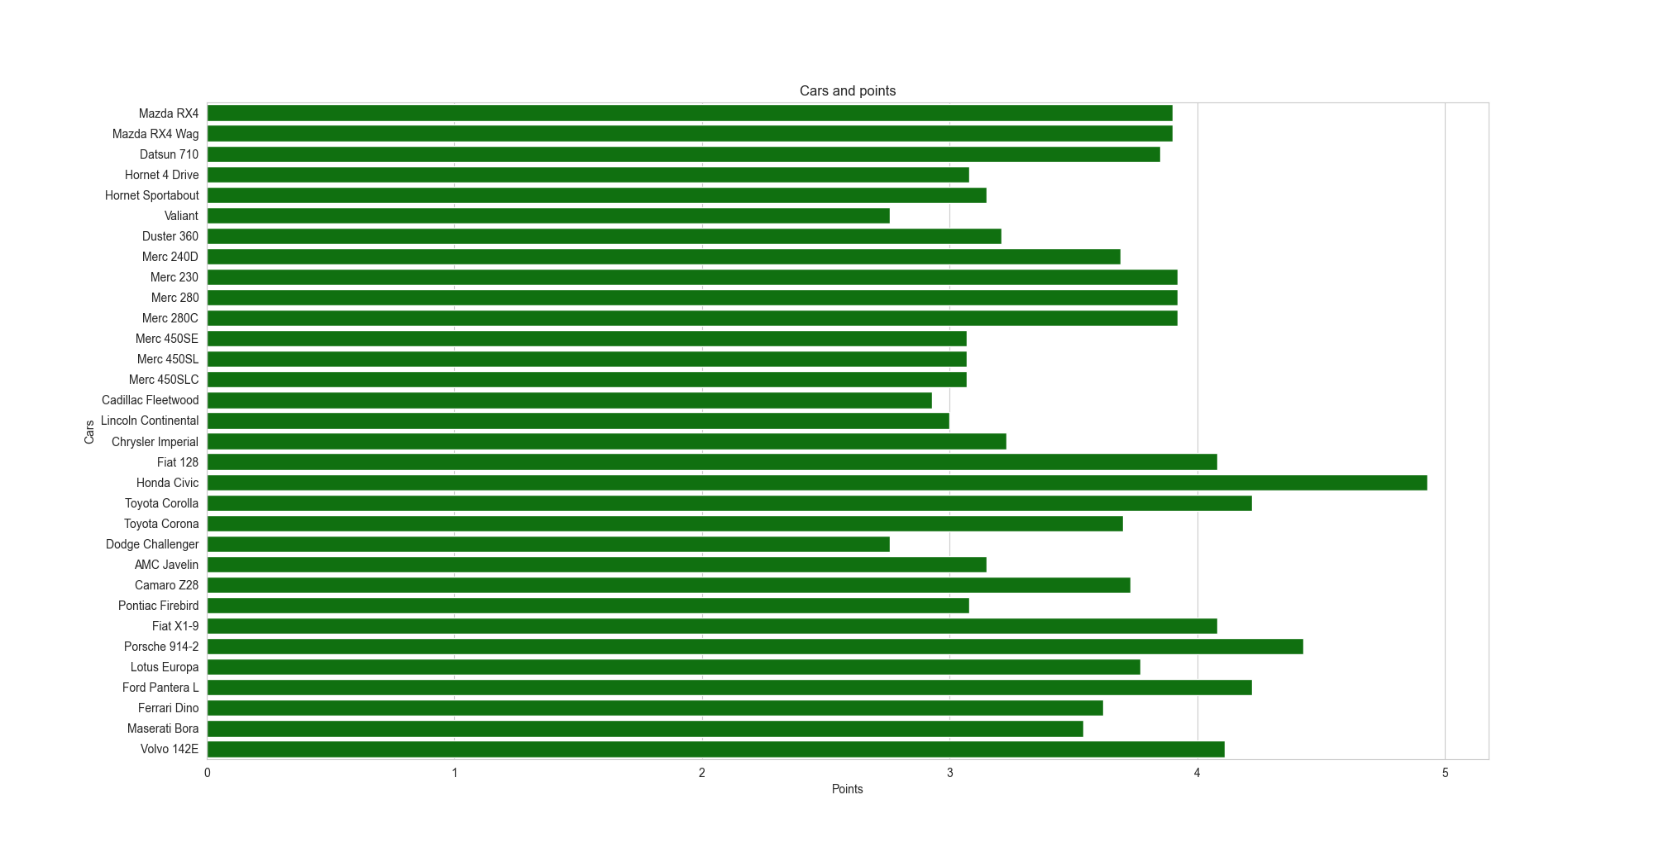 Cars and points
Mazda RX4
Mazda RX4 Wag
Datsun 710
Hornet 4 Drive
Hornet Sportabout
Valiant
Duster 360
Merc 240D
Merc 230
Merc 280
Merc 280C
Merc 450SE
Merc 450SL
Merc 450SLC
Cadillac Fleetwood
Lincoln Continental
Chrysler Imperial
Fiat 128
Honda Civic
Toyota Corolla
Toyota Corona
Dodge Challenger
AMC Javelin
Camaro Z28
Pontiac Firebird
Fiat X1-9
Porsche 914-2
Lotus Europa
Ford Pantera L
Ferrari Dino
Maserati Bora
Volvo 142E
Cars
0 1 2 3 4 5
Points